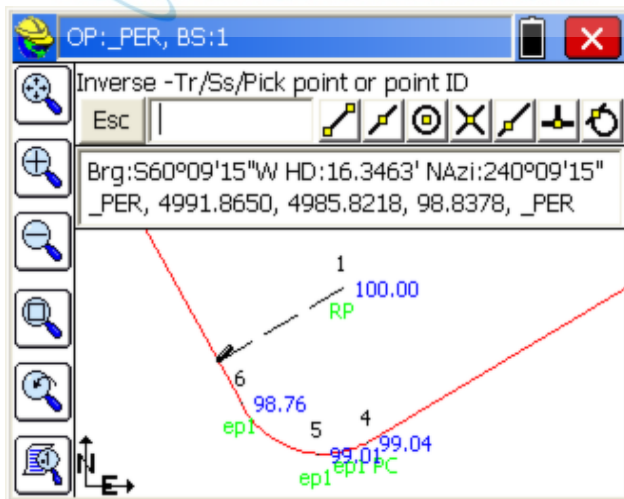 OP:_PER, BS:1
Inverse -Tr/Ss/Pick point or point ID
Esc
Brg:S60°09'15"W HD:16.3463' NAzi:240°09'15"
_PER, 4991.8650, 4985.8218, 98.8378, _PER
1
100.00
RP
6
98.76
ep1
5
4
99.04
99.01
ep1
ep1 PC
N
E